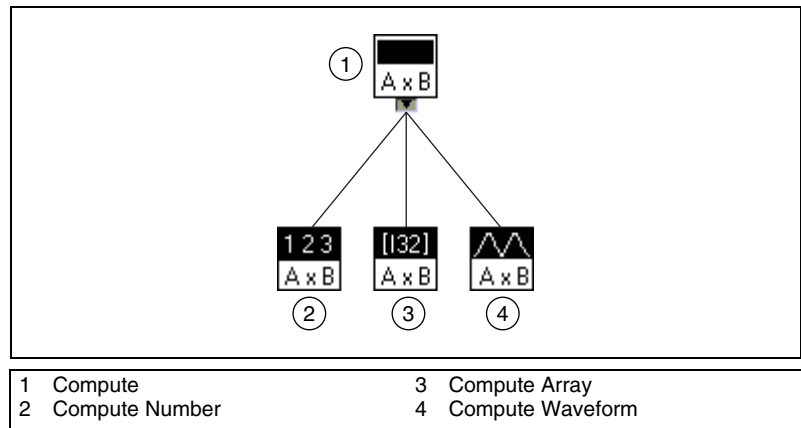 1
A x B
1 2 3
[I32]
A x B
A x B
A x B
2
3
4
1 Compute
3 Compute Array
2 Compute Number
4 Compute Waveform